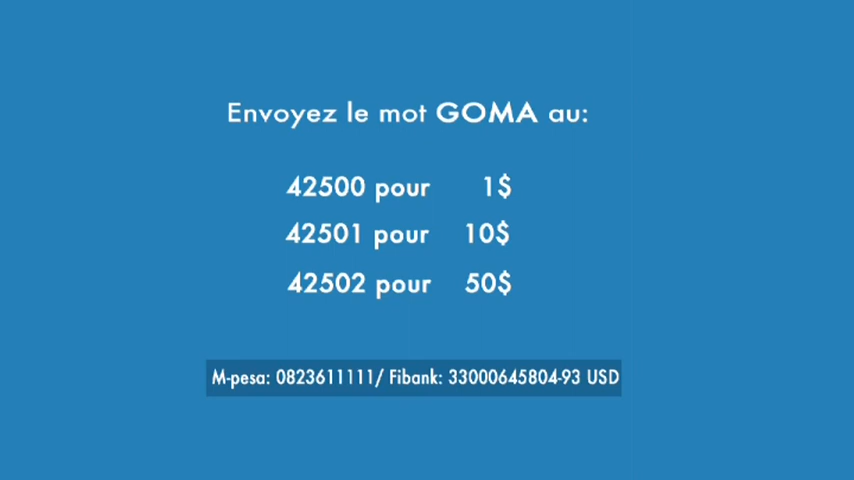 Envoyez le mot GOMA au:
42500 pour 1$
42501 pour 10$
42502 pour 50$
M-pesa: 0823611111/ Fibank: 33000645804-93 USD